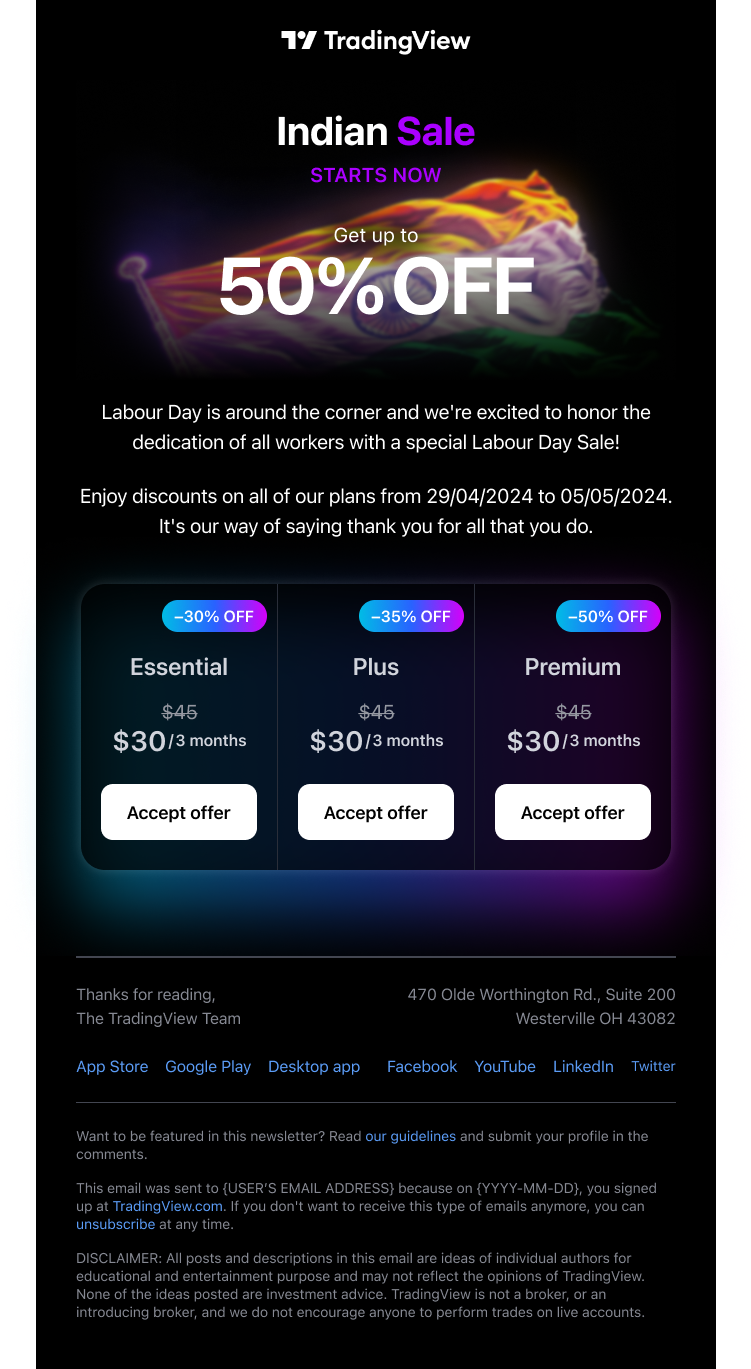 TradingView
Indian Sale
STARTS NOW
Get up to
50% OFF
Labour Day is around the corner and we're excited to honor the
dedication of all workers with a special Labour Day Sale!
Enjoy discounts on all of our plans from 29/04/2024 to 05/05/2024.
It's our way of saying thank you for all that you do.
–30% OFF
Essential
$45
$30/3 months
Accept offer
–35% OFF
Plus
$45
$30/3 months
Accept offer
–50% OFF
Premium
$45
$30/3 months
Accept offer
Thanks for reading,
The TradingView Team
470 Olde Worthington Rd., Suite 200
Westerville OH 43082
App Store Google Play Desktop app Facebook YouTube LinkedIn Twitter
Want to be featured in this newsletter? Read our guidelines and submit your profile in the
comments.
This email was sent to {USER'S EMAIL ADDRESS} because on {YYYY-MM-DD}, you signed
up at TradingView.com. If you don't want to receive this type of emails anymore, you can
unsubscribe at any time.
DISCLAIMER: All posts and descriptions in this email are ideas of individual authors for
educational and entertainment purpose and may not reflect the opinions of TradingView.
None of the ideas posted are investment advice. TradingView is not a broker, or an
introducing broker, and we do not encourage anyone to perform trades on live accounts.